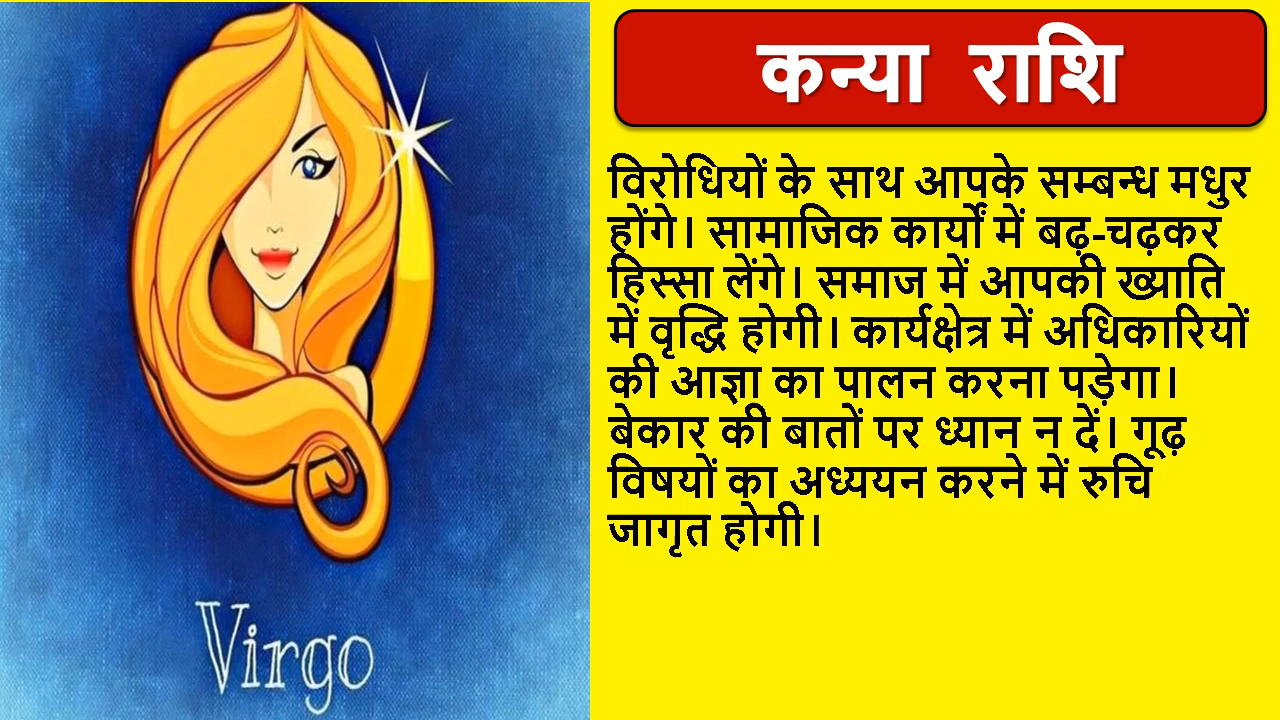 कन्या राशि
विरोधियों के साथ आपके सम्बन्ध मधुर
होंगे। सामाजिक कार्यों में बढ़-चढ़कर
हिस्सा लेंगे। समाज में आपकी ख्याति
में वृद्धि होगी। कार्यक्षेत्र में अधिकारियों
की आज्ञा का पालन करना पड़ेगा।
बेकार की बातों पर ध्यान न दें। गूढ़
विषयों का अध्ययन करने में रुचि
जागृत होगी।
Virgo